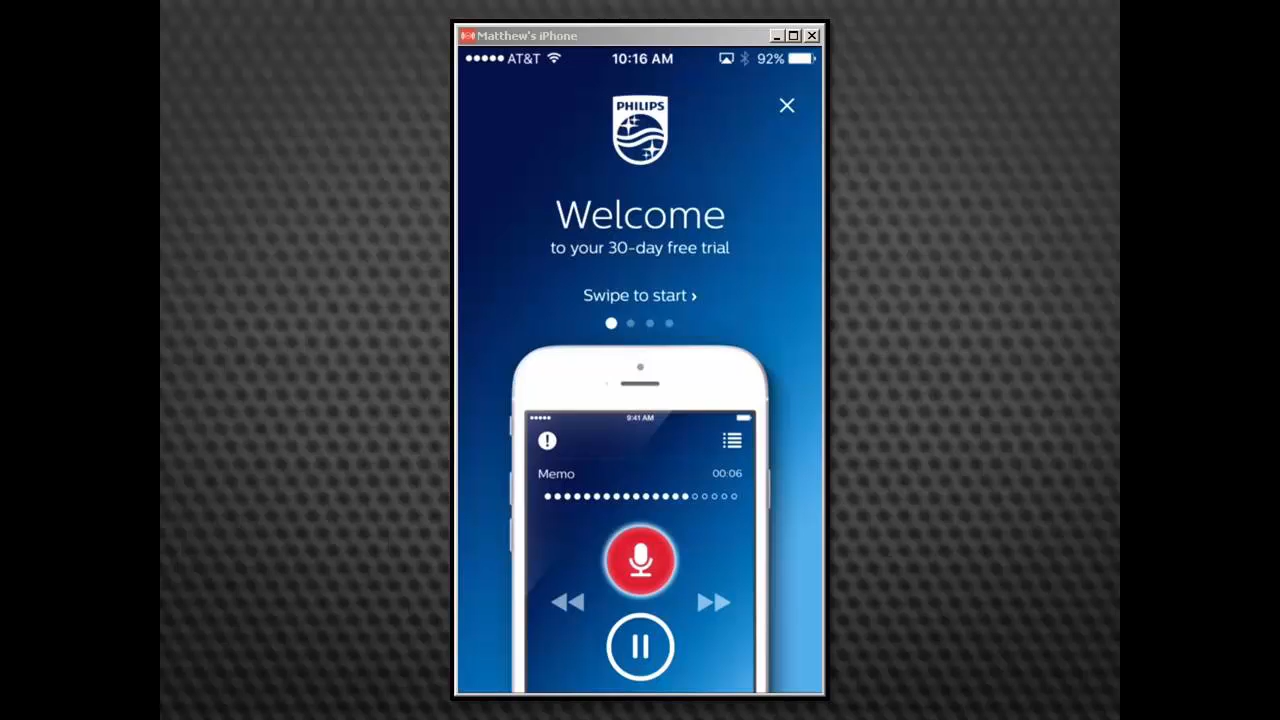 Matthew's iPhone
AT&T 10:16 AM 92%
PHILIPS
Welcome
to your 30-day free trial
Swipe to start ›
9:41 AM
Memo 00:06